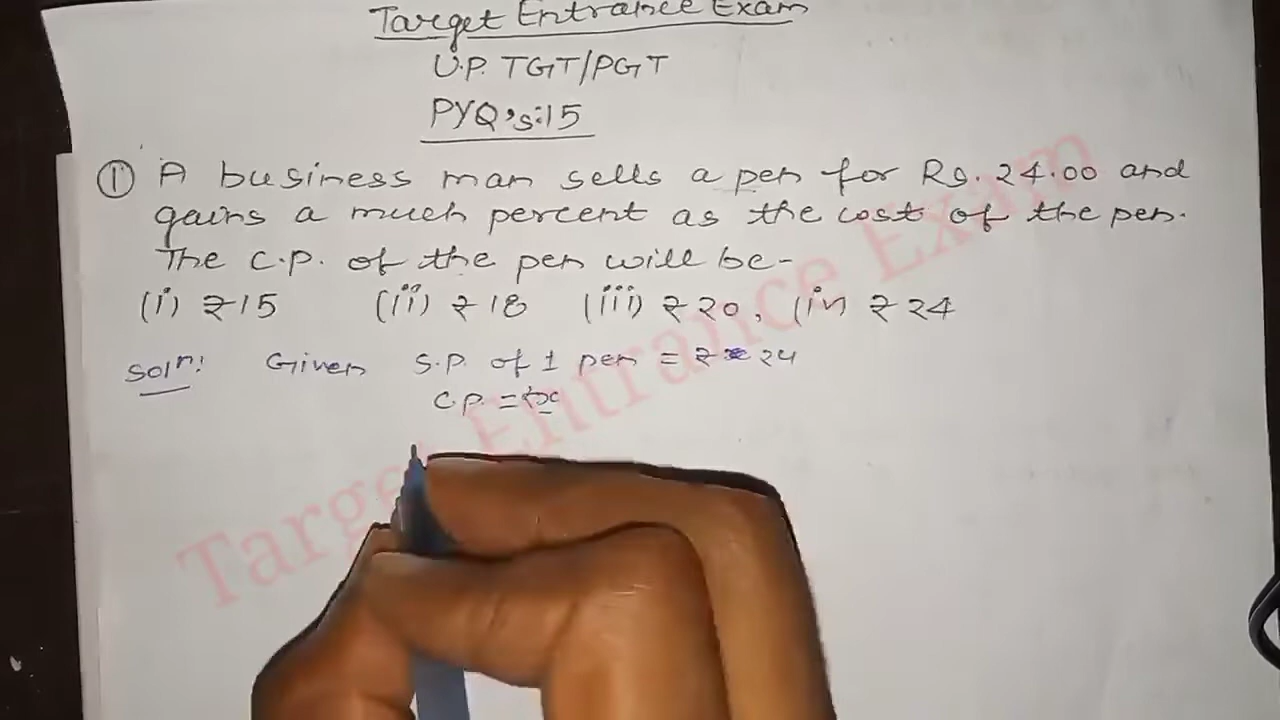 Target Entrance Exam
U.P. TGT/PGT
PYQ's:15
① A business man sells a pen for Rs. 24.00 and
gains a much percent as the cost of the pen.
The C.P. of the pen will be-
(i) ₹15 (ii) ₹18 (iii) ₹20, (iv) ₹24
Solⁿ: Given S.P. of 1 pen = ₹ 24
C.P. = ₹x
Target Entrance Exam